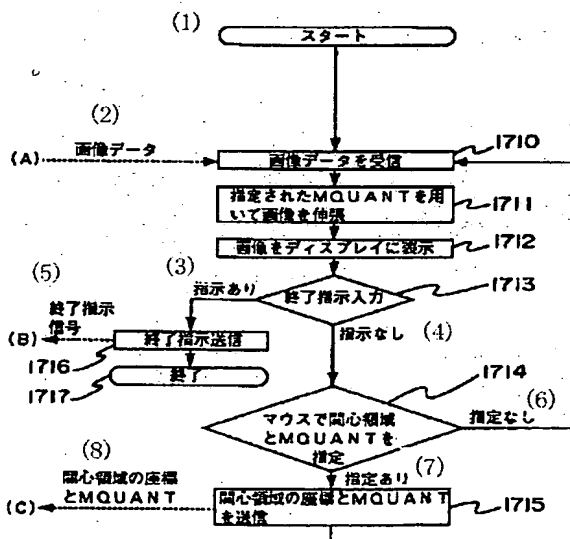 (1)
スタート
(2)
画像データ
(A)
1710
画像データを受信
指定されたMQUANTを用
いて画像を伸張
1711
画像をディスプレイに表示
1712
(3)
指示あり
終了指示入力
1713
(5)
終了指示
信号
(B)
終了指示送信
1716
指示なし
(4)
終了
1717
1714
マウスで関心領域
とMQUANTを
指定
(6)
指定なし
(7)
指定あり
(8)
関心領域の座標
とMQUANT
(C)
関心領域の座標とMQUANT
を送信
1715